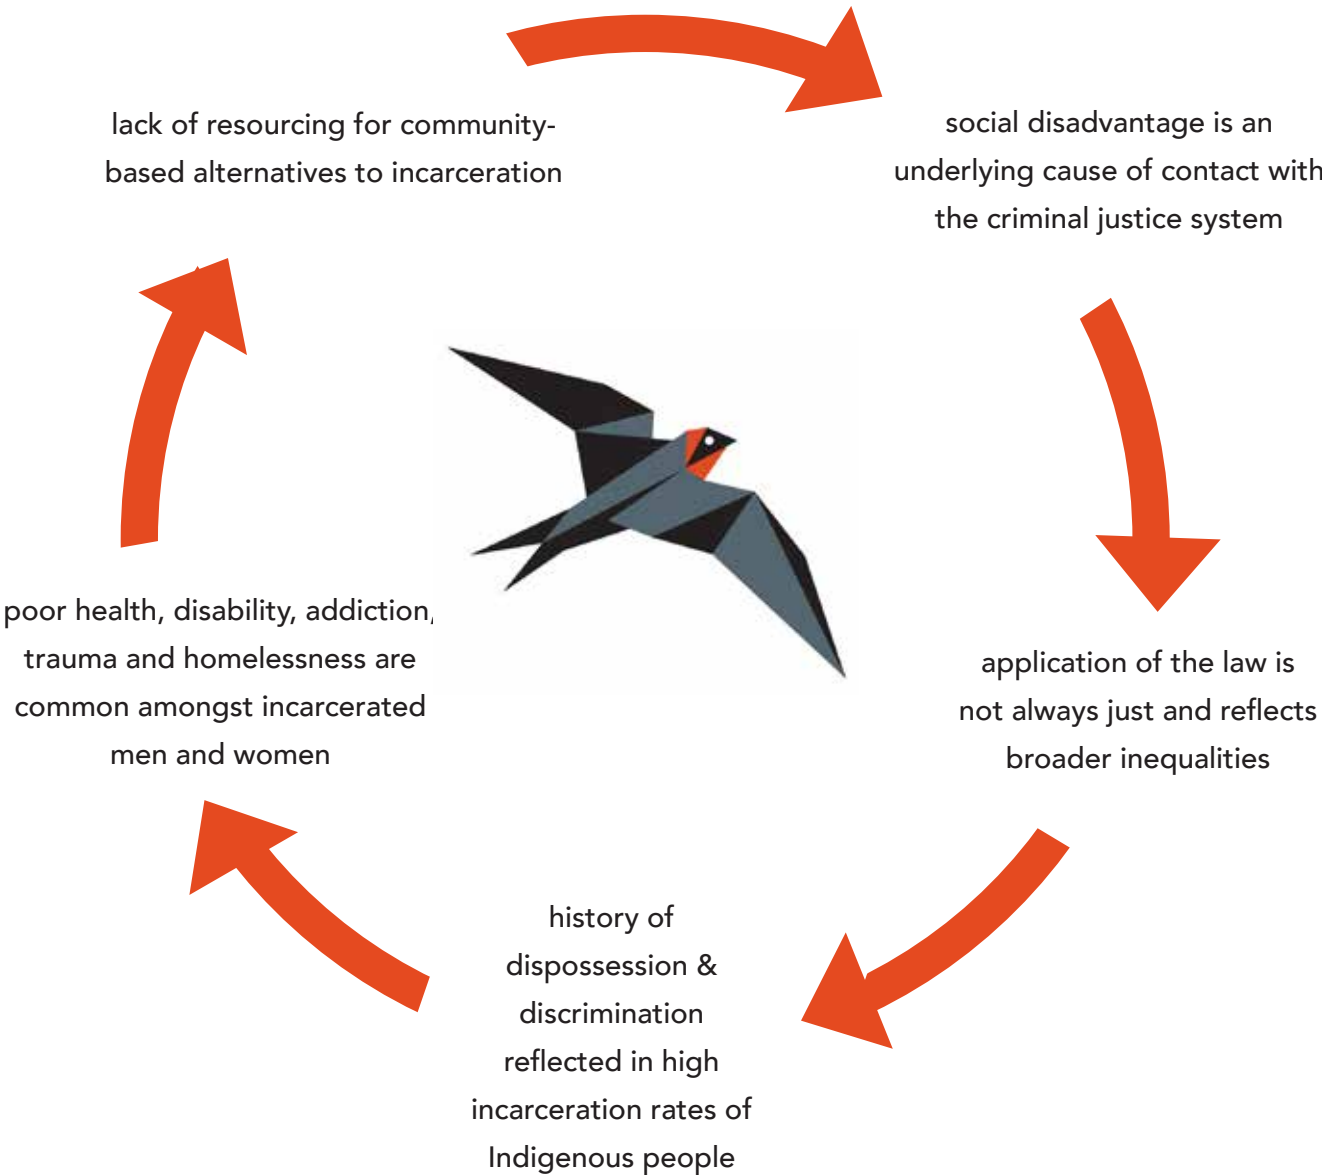 lack of resourcing for community-
based alternatives to incarceration
social disadvantage is an
underlying cause of contact with
the criminal justice system
application of the law is
not always just and reflects
broader inequalities
history of
dispossession &
discrimination
reflected in high
incarceration rates of
Indigenous people
poor health, disability, addiction,
trauma and homelessness are
common amongst incarcerated
men and women